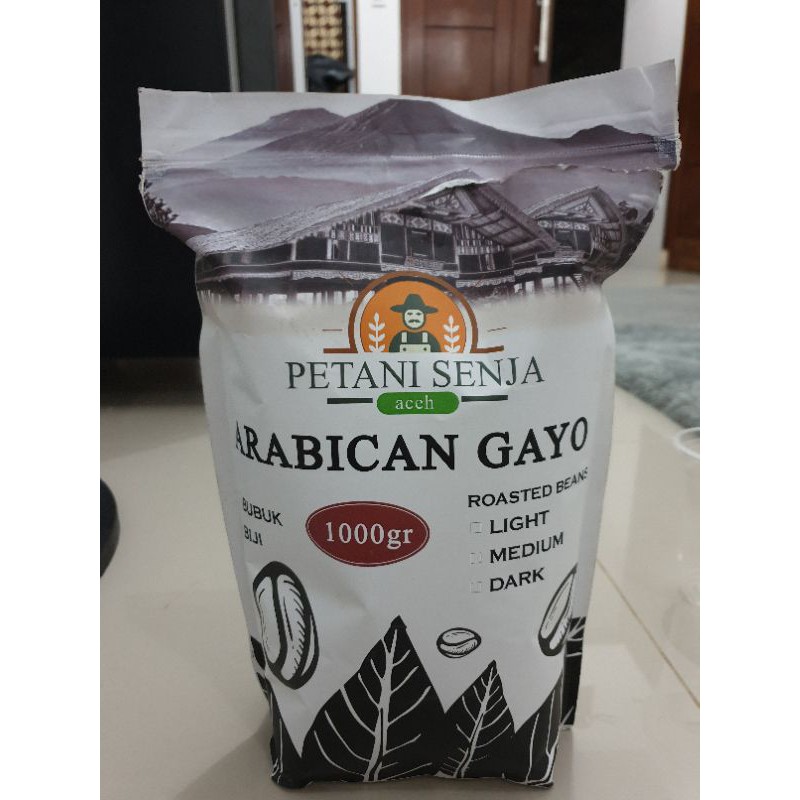 PETANI SENJA
aceh
ARABICAN GAYO
BUBUK
BIJI
1000gr
ROASTED BEANS
LIGHT
MEDIUM
DARK